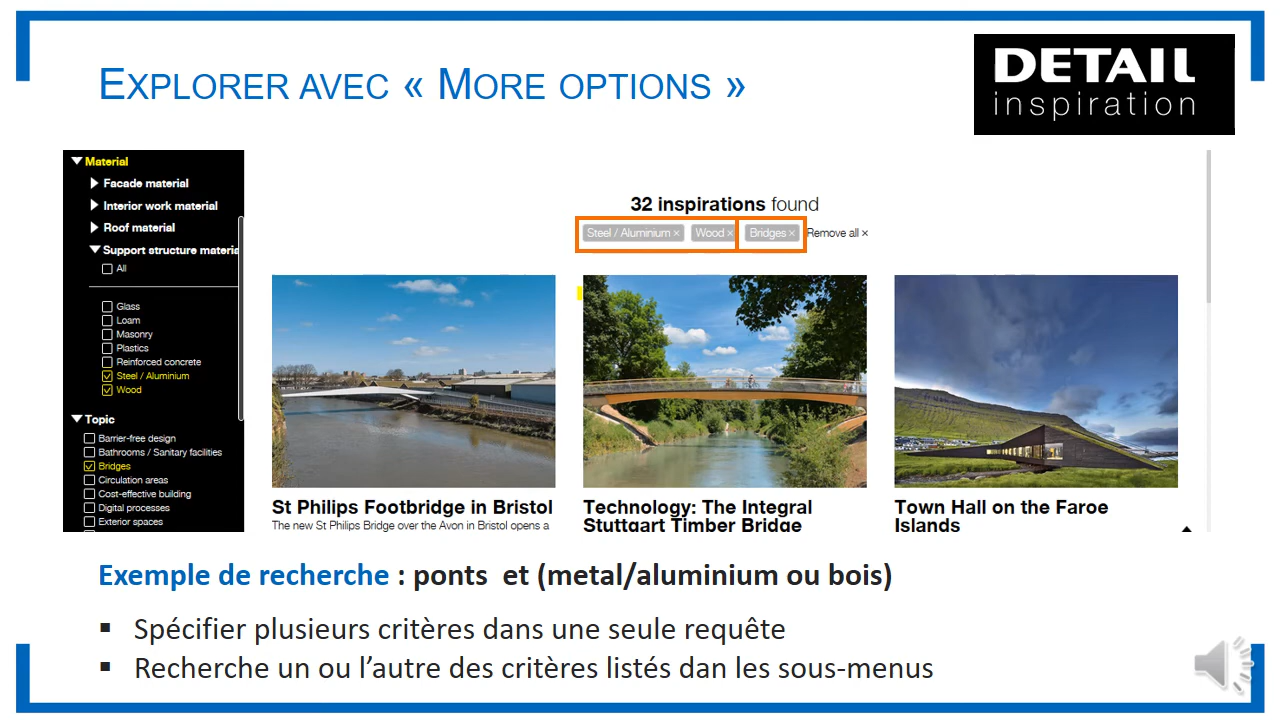 EXPLORER AVEC « MORE OPTIONS »
DETAIL
inspiration
Material
Facade material
Interior work material
Roof material
Support structure materia
All
Glass
Loam
Masonry
Plastics
Reinforced concrete
Steel / Aluminium
Wood
Topic
Barrier-free design
Bathrooms / Sanitary facilities
Bridges
Circulation areas
Cost-effective building
Digital processes
Exterior spaces
32 inspirations found
Steel / Aluminium × Wood × Bridges × Remove all ×
St Philips Footbridge in Bristol
The new St Philips Bridge over the Avon in Bristol opens a
Technology: The Integral
Stuttgart Timber Bridge
Town Hall on the Faroe
Islands
Exemple de recherche : ponts et (metal/aluminium ou bois)
▪ Spécifier plusieurs critères dans une seule requête
▪ Recherche un ou l’autre des critères listés dan les sous-menus